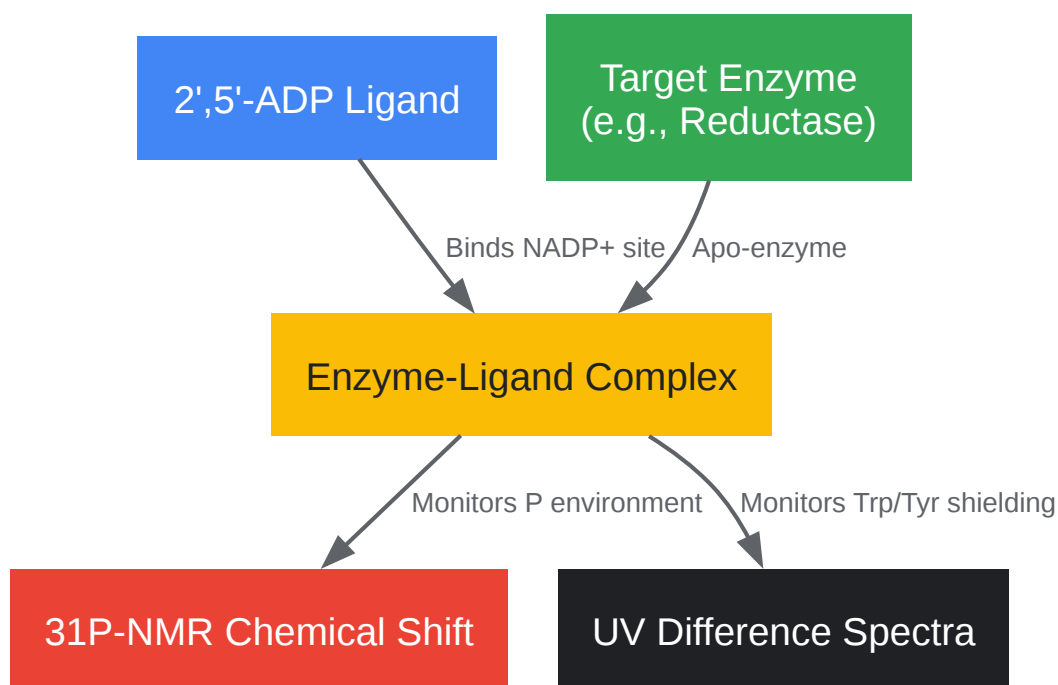 2',5'-ADP Ligand
Target Enzyme
(e.g., Reductase)
Binds NADP+ site
Apo-enzyme
Enzyme-Ligand Complex
Monitors P environment
Monitors Trp/Tyr shielding
31P-NMR Chemical Shift
UV Difference Spectra